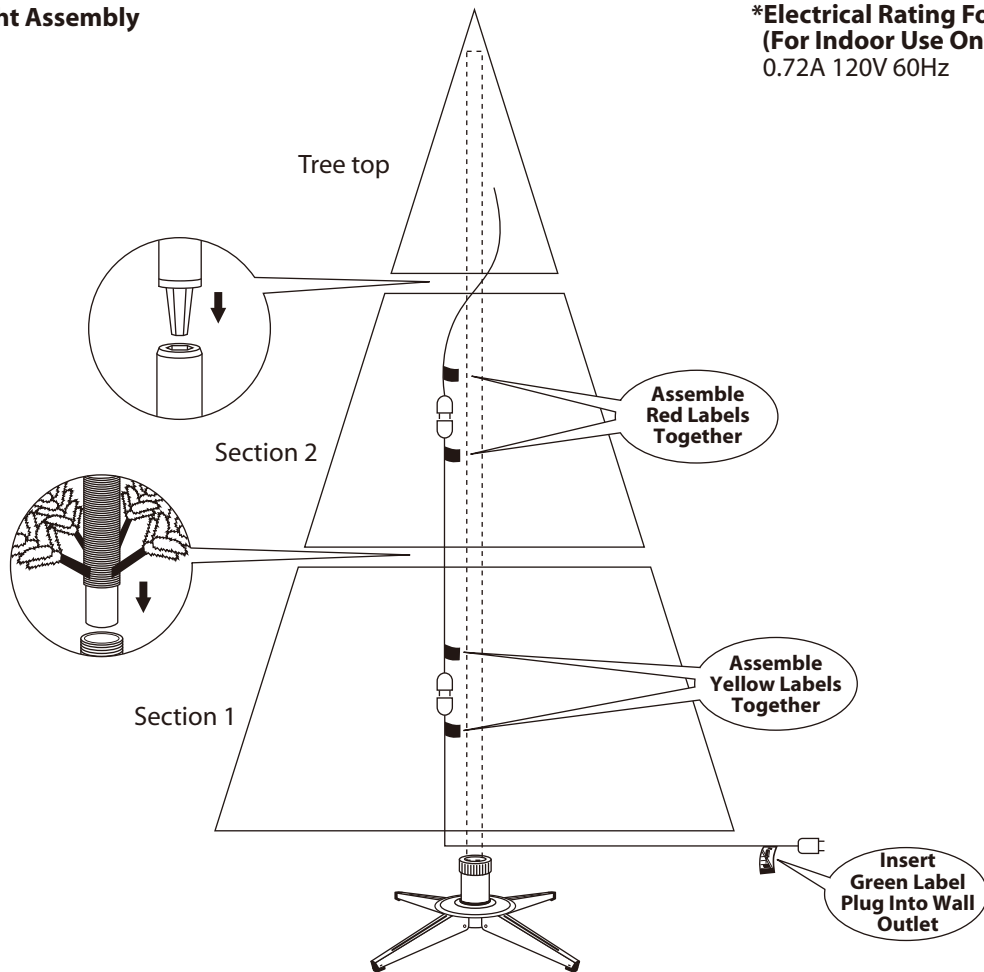 nt Assembly
*Electrical Rating Fo
(For Indoor Use On
0.72A 120V 60Hz
Tree top
Assemble
Red Labels
Together
Section 2
Assemble
Yellow Labels
Together
Section 1
Insert
Green Label
Plug Into Wall
Outlet